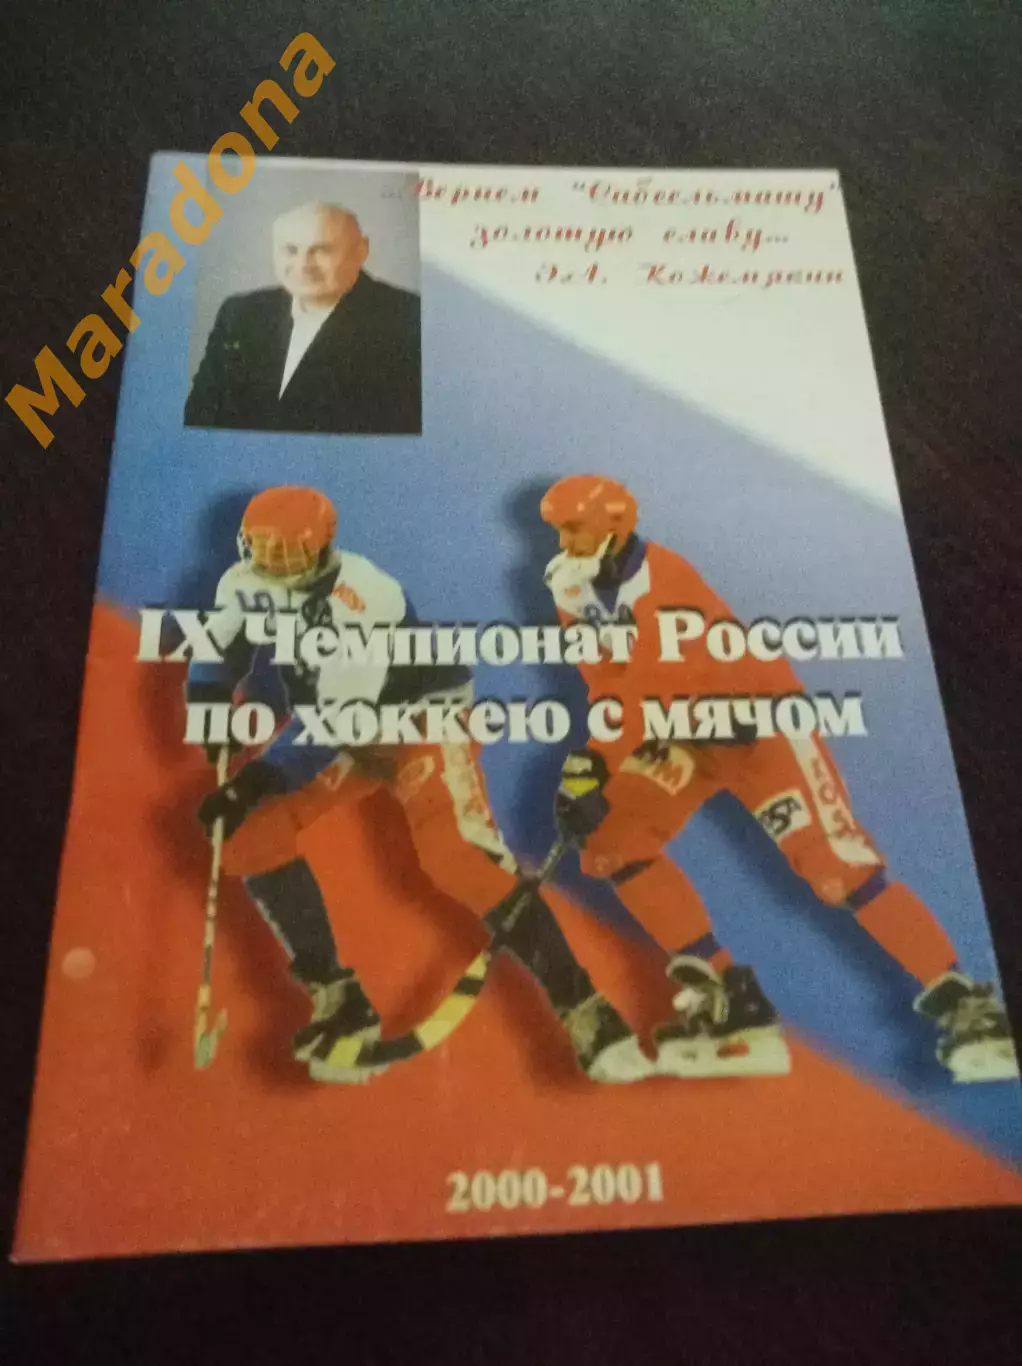 Maradona
...Вернем "Сибсельмашу"
золотую славу...
Э.А. Кожемякин
IX Чемпионат России
по хоккею с мячом
2000-2001